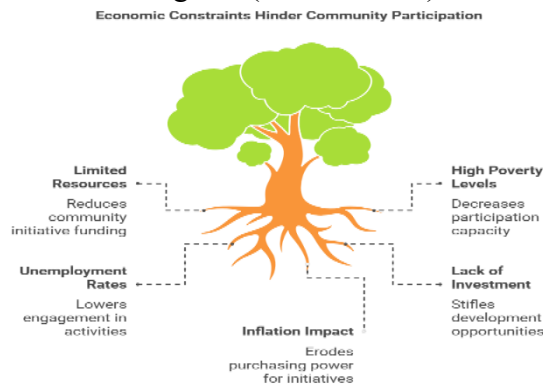 Economic Constraints Hinder Community Participation
Limited
Resources
Reduces
community
initiative funding
High Poverty
Levels
Decreases
participation
capacity
Unemployment
Rates
Lowers
engagement in
activities
Lack of
Investment
Stifles
development
opportunities
Inflation Impact
Erodes
purchasing power
for initiatives